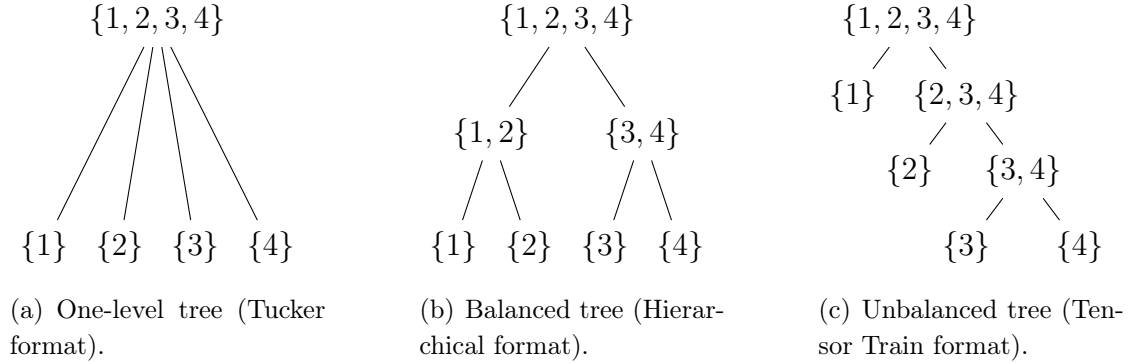 {1, 2, 3, 4}
{1} {2} {3} {4}
(a) One-level tree (Tucker
format).
{1, 2, 3, 4}
{1, 2} {3, 4}
{1} {2} {3} {4}
(b) Balanced tree (Hierar-
chical format).
{1, 2, 3, 4}
{1} {2, 3, 4}
{2} {3, 4}
{3} {4}
(c) Unbalanced tree (Ten-
sor Train format).